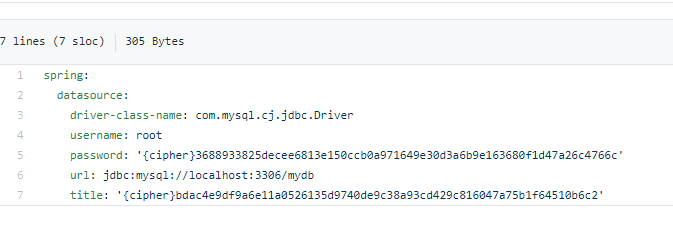 7 lines (7 sloc) 305 Bytes
1 spring:
2 datasource:
3 driver-class-name: com.mysql.cj.jdbc.Driver
4 username: root
5 password: '{cipher}3688933825decee6813e150ccb0a971649e30d3a6b9e163680f1d47a26c4766c'
6 url: jdbc:mysql://localhost:3306/mydb
7 title: '{cipher}bdac4e9df9a6e11a0526135d9740de9c38a93cd429c816047a75b1f64510b6c2'